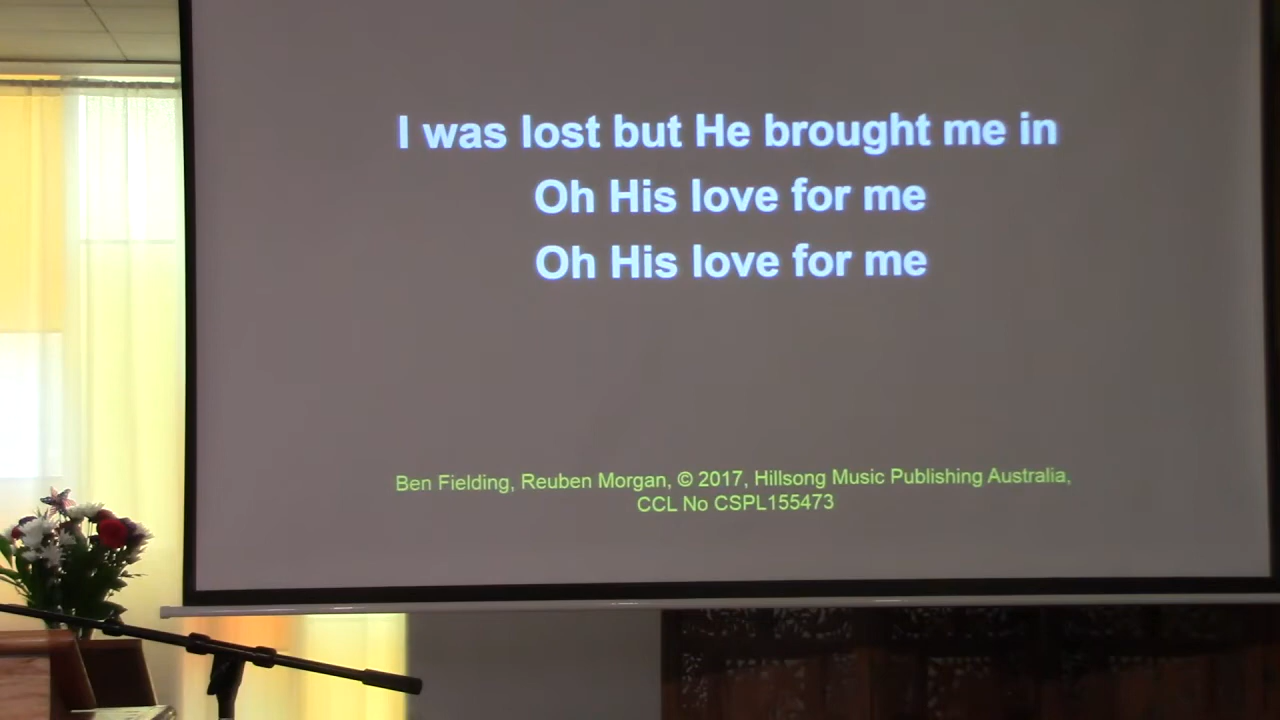 I was lost but He brought me in
Oh His love for me
Oh His love for me
Ben Fielding, Reuben Morgan, © 2017, Hillsong Music Publishing Australia,
CCL No CSPL155473